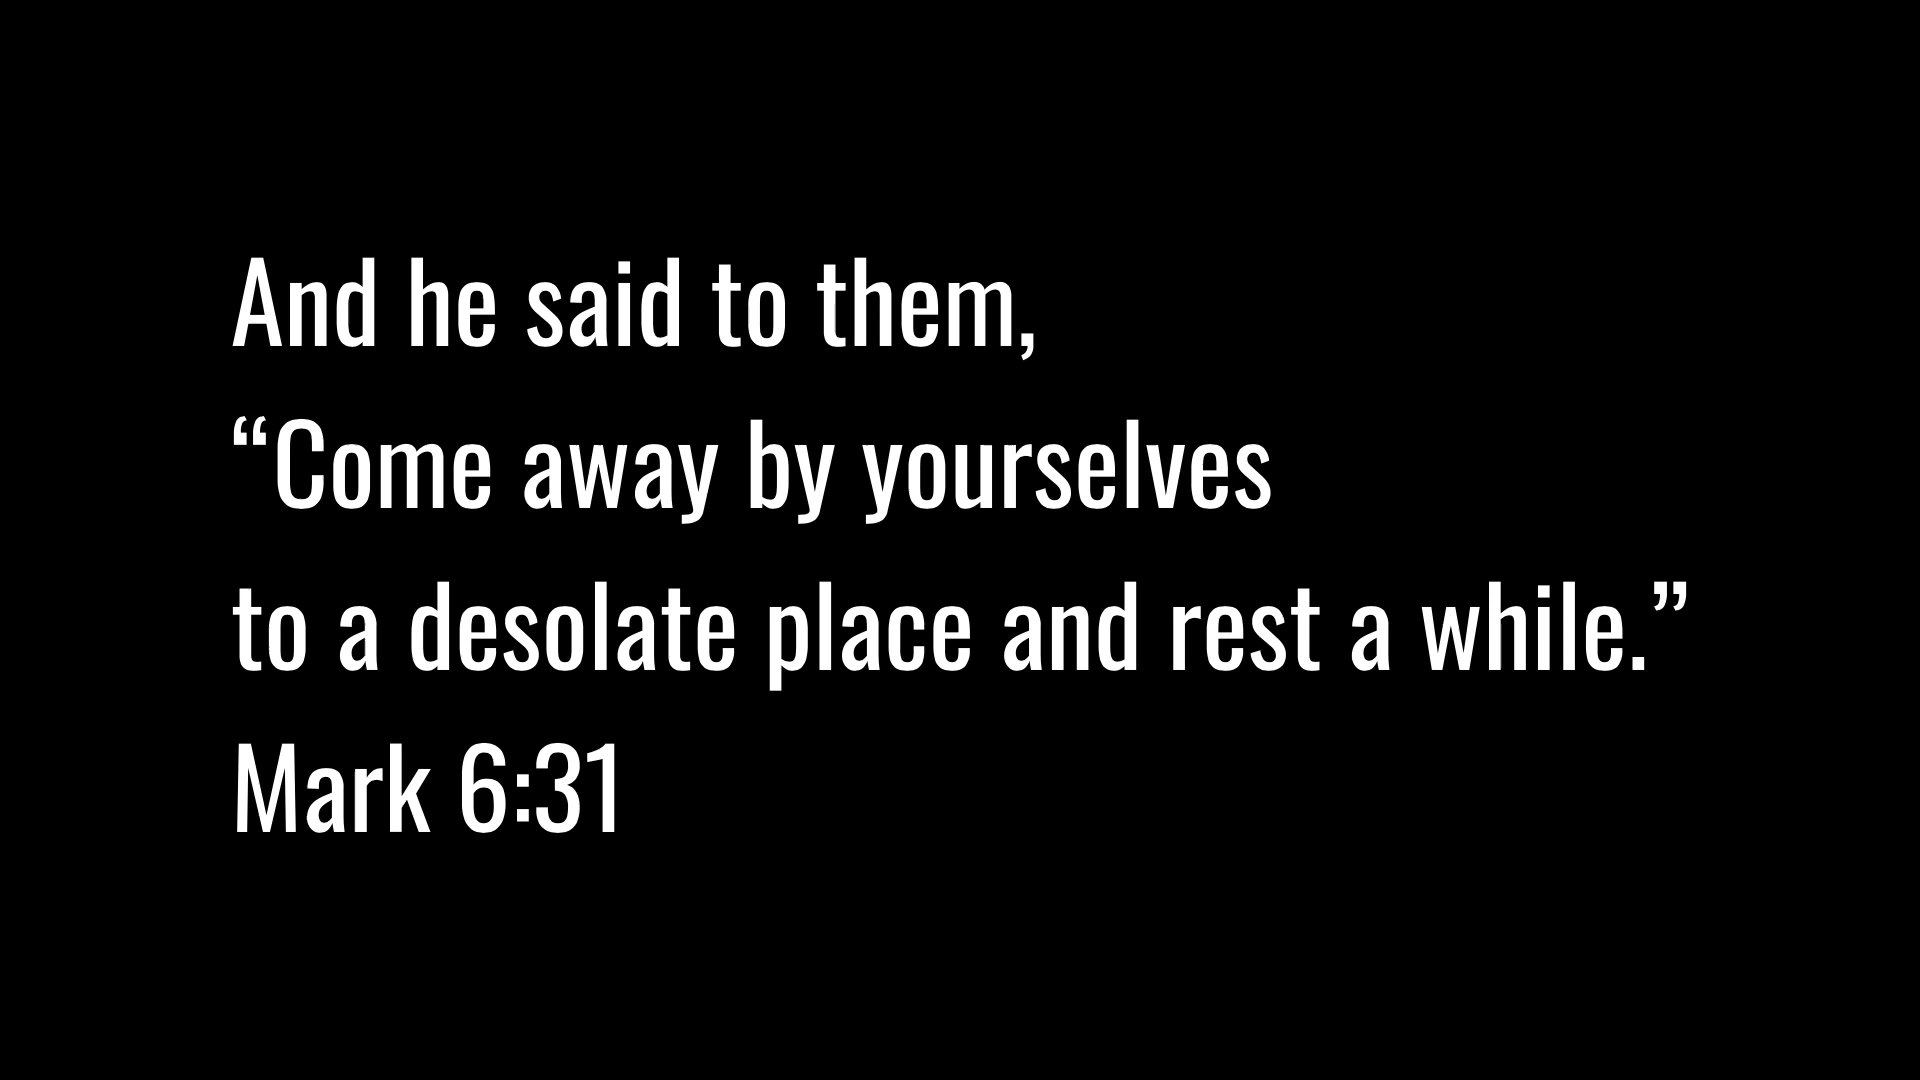 And he said to them,
“Come away by yourselves
to a desolate place and rest a while.”
Mark 6:31